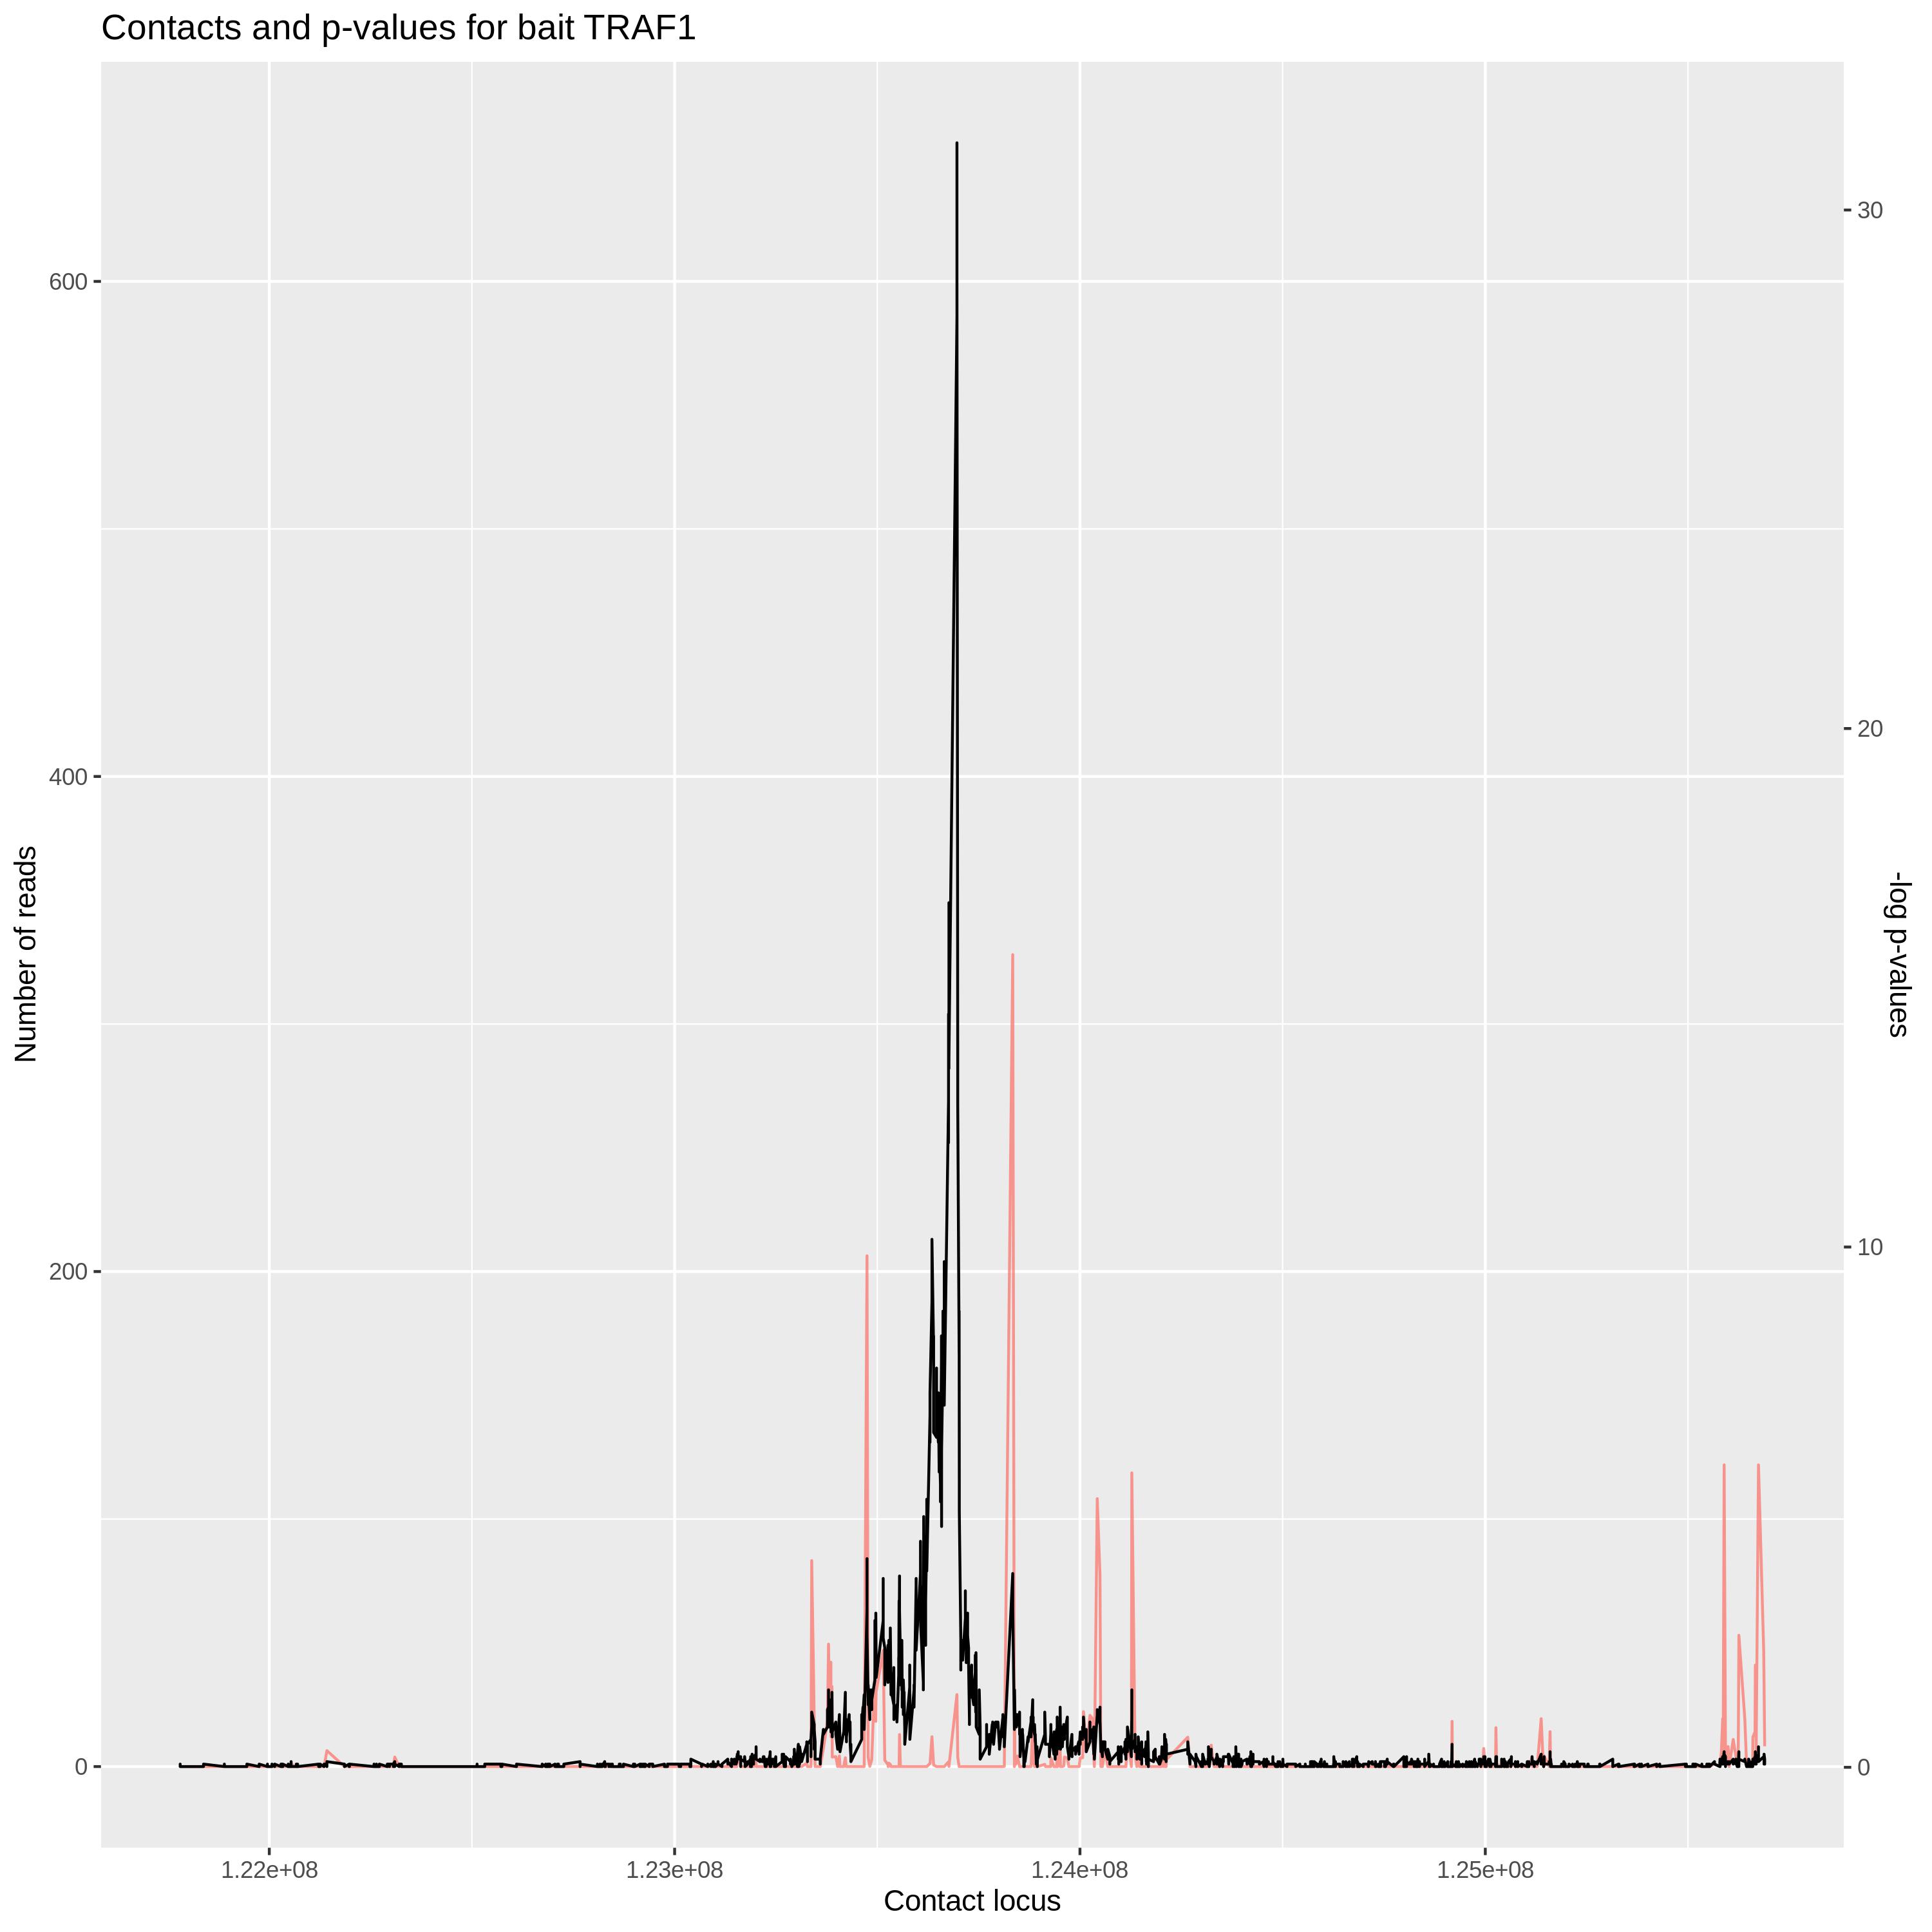 Contacts and p-values for bait TRAF1
30
600
20
400
Number of reads
-log p-values
10
200
0
0
1.22e+08
1.23e+08
1.24e+08
1.25e+08
Contact locus